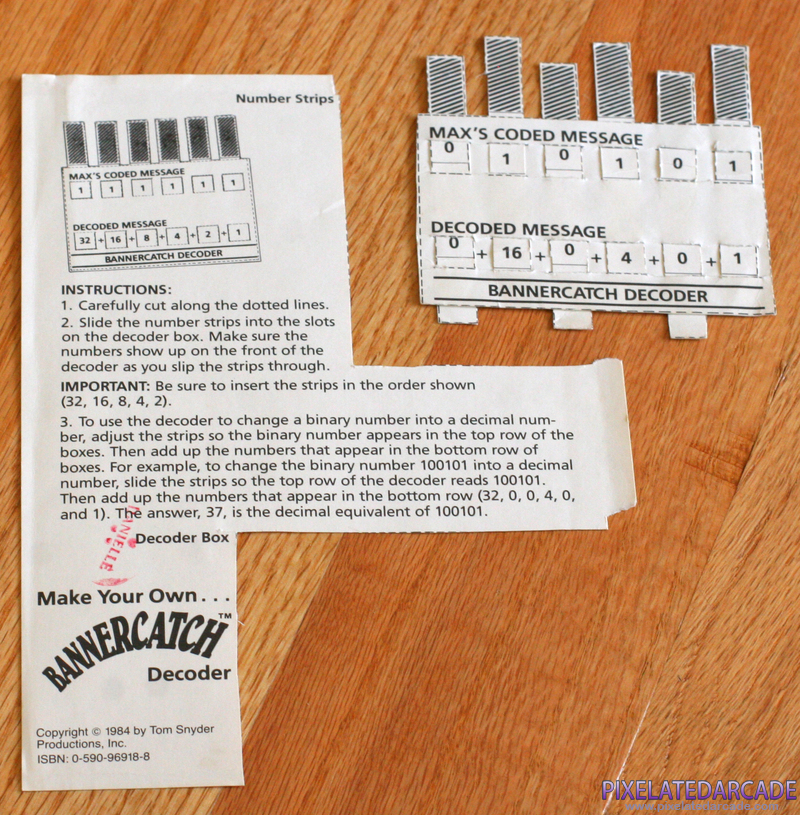 Number Strips
MAX'S CODED MESSAGE
1 1 1 1 1 1
DECODED MESSAGE
32 + 16 + 8 + 4 + 2 + 1
BANNERCATCH DECODER
INSTRUCTIONS:
1. Carefully cut along the dotted lines.
2. Slide the number strips into the slots
on the decoder box. Make sure the
numbers show up on the front of the
decoder as you slip the strips through.
IMPORTANT: Be sure to insert the strips in the order shown
(32, 16, 8, 4, 2).
3. To use the decoder to change a binary number into a decimal num-
ber, adjust the strips so the binary number appears in the top row of the
boxes. Then add up the numbers that appear in the bottom row of
boxes. For example, to change the binary number 100101 into a decimal
number, slide the strips so the top row of the decoder reads 100101.
Then add up the numbers that appear in the bottom row (32, 0, 0, 4, 0,
and 1). The answer, 37, is the decimal equivalent of 100101.
DANIELLE
Decoder Box
Make Your Own . . .
BANNERCATCH™
Decoder
Copyright © 1984 by Tom Snyder
Productions, Inc.
ISBN: 0-590-96918-8
MAX'S CODED MESSAGE
0 1 0 1 0 1
DECODED MESSAGE
0 + 16 + 0 + 4 + 0 + 1
BANNERCATCH DECODER
PIXELATEDARCADE
www.pixelatedarcade.com